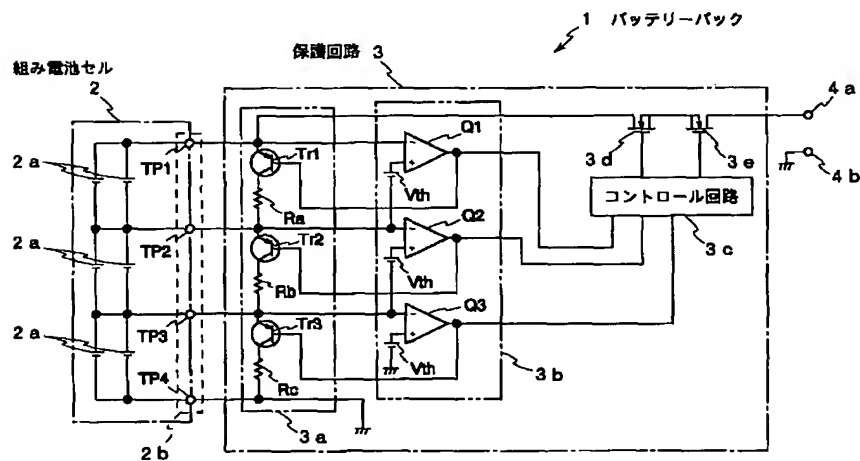 1 バッテリーパック
保護回路 3
組み電池セル
2
4a
Q1
TP1
Tr1
3d
3e
4b
2a
Vth
コントロール回路
Ra
Q2
TP2
Tr2
3c
2a
Vth
Rb
Q3
TP3
Tr3
2a
Vth
TP4
Rc
3b
2b
3a